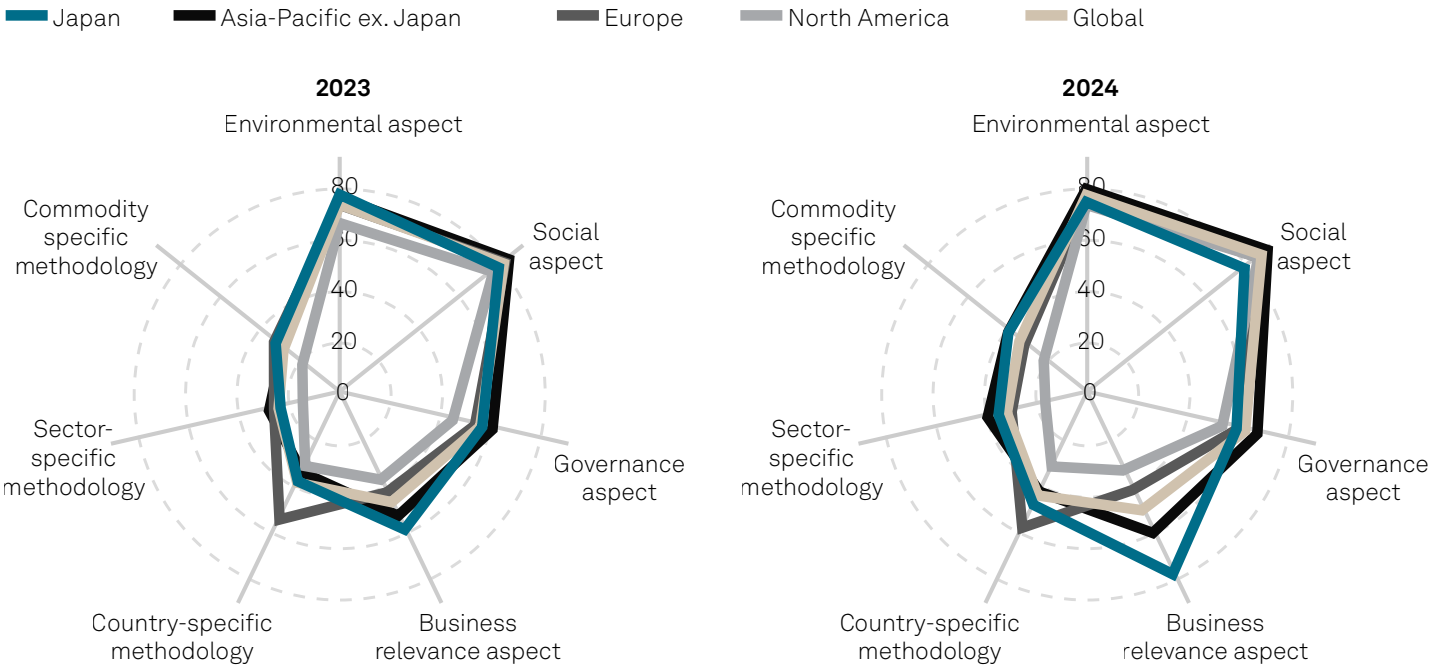 Japan Asia-Pacific ex. Japan Europe North America Global
2023
Environmental aspect
80
60
40
20
0
Social
aspect
Governance
aspect
Business
relevance aspect
Country-specific
methodology
Sector-
specific
methodology
Commodity
specific
methodology
2024
Environmental aspect
80
60
40
20
0
Social
aspect
Governance
aspect
Business
relevance aspect
Country-specific
methodology
Sector-
specific
methodology
Commodity
specific
methodology